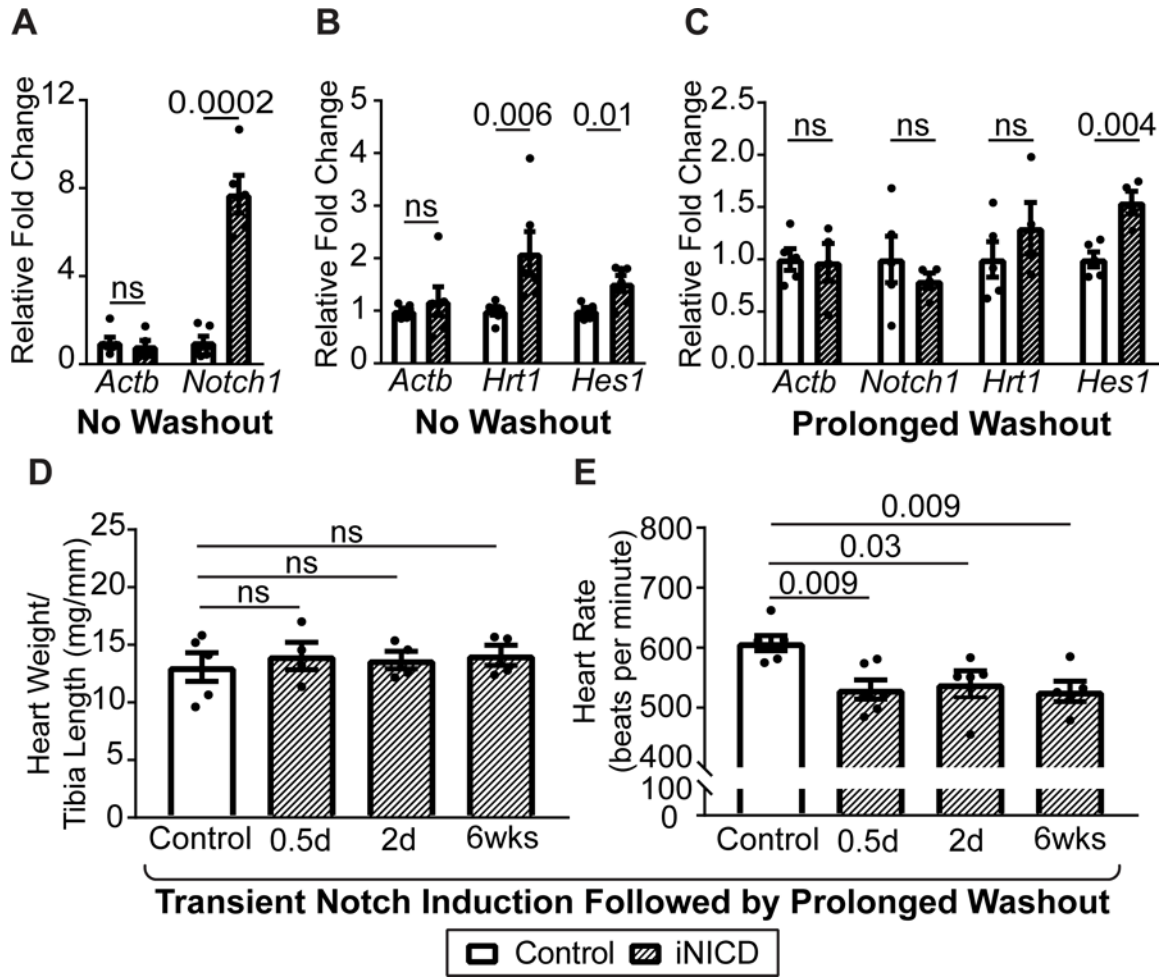 A
Relative Fold Change
12
8
4
0
ns
0.0002
Actb Notch1
No Washout
B
Relative Fold Change
5
4
3
2
1
0
ns
0.006
0.01
Actb Hrt1 Hes1
No Washout
C
Relative Fold Change
2.5
2.0
1.5
1.0
0.5
0.0
ns
ns
ns
0.004
Actb Notch1 Hrt1 Hes1
Prolonged Washout
D
Heart Weight/
Tibia Length (mg/mm)
25
20
15
10
5
0
ns
ns
ns
Control 0.5d 2d 6wks
E
Heart Rate
(beats per minute)
800
700
600
500
400
100
0
0.009
0.03
0.009
Control 0.5d 2d 6wks
Transient Notch Induction Followed by Prolonged Washout
Control iNICD